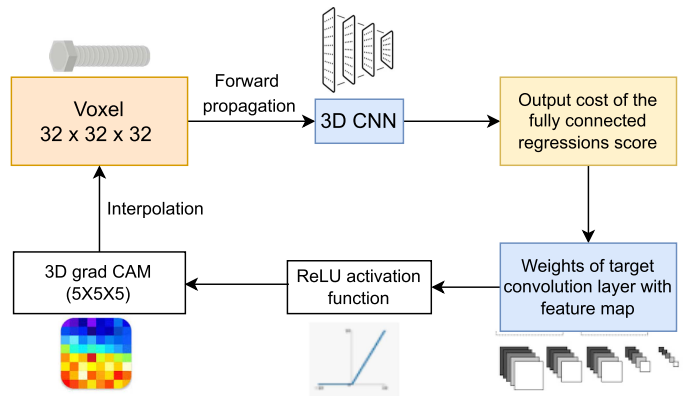 Voxel
32 x 32 x 32
Forward
propagation
3D CNN
Output cost of the
fully connected
regressions score
Interpolation
3D grad CAM
(5X5X5)
ReLU activation
function
Weights of target
convolution layer with
feature map